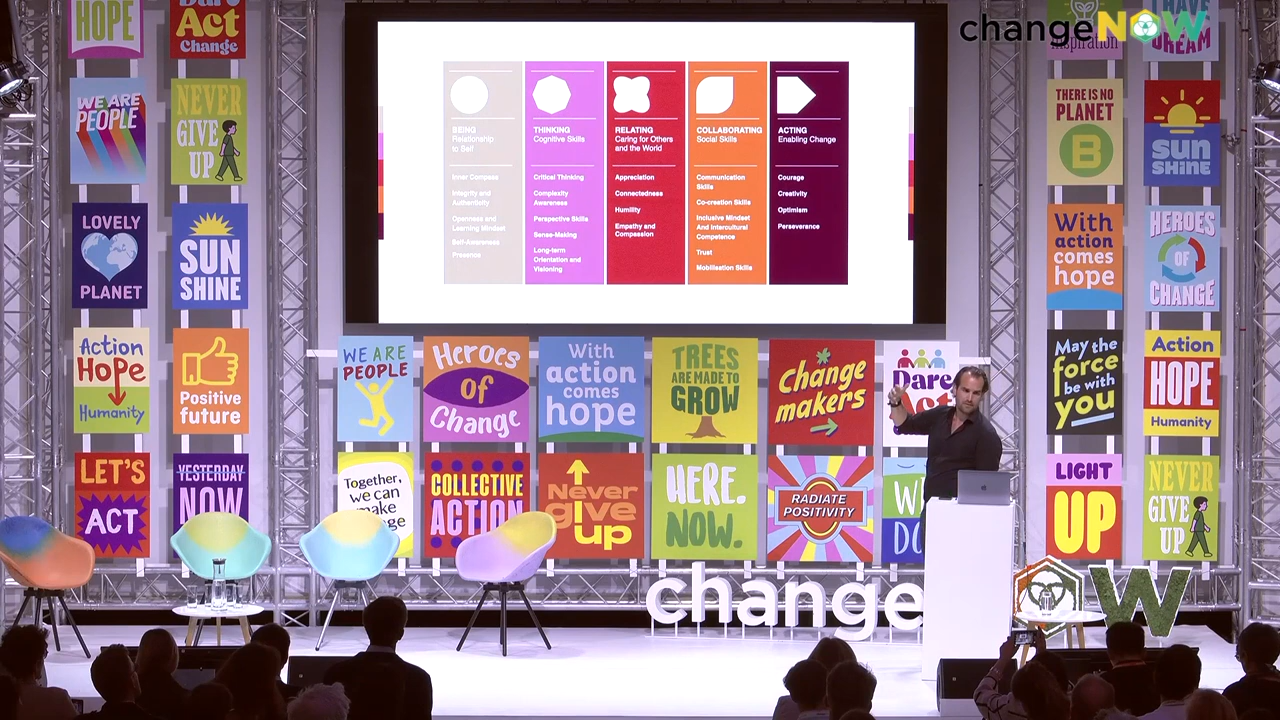 changeNOW
HOPE
Dare
Act
Change
Inspiration
I HAVE
DREAM
WE ARE
PEOPLE
NEVER
GIVE
UP
THERE IS NO
PLANET
B
sun
SHINE
LOVELY
PLANET
SUN
SHINE
With
action
comes
hope
HEROES
OF
CHANGE
Action
Hope
Humanity
Positive
future
May the
force
be with
you
Action
HOPE
Humanity
LET'S
ACT
YESTERDAY
NOW
LIGHT
UP
NEVER
GIVE
UP
BEING
Relationship
to Self
Inner Compass
Integrity and
Authenticity
Openness and
Learning Mindset
Self-Awareness
Presence
THINKING
Cognitive Skills
Critical Thinking
Complexity
Awareness
Perspective Skills
Sense-Making
Long-term
Orientation and
Visioning
RELATING
Caring for Others
and the World
Appreciation
Connectedness
Humility
Empathy and
Compassion
COLLABORATING
Social Skills
Communication
Skills
Co-creation Skills
Inclusive Mindset
And Intercultural
Competence
Trust
Mobilisation Skills
ACTING
Enabling Change
Courage
Creativity
Optimism
Perseverance
WE ARE
PEOPLE
Heroes
Of
Change
With
action
comes
hope
TREES
ARE MADE TO
GROW
Change
makers
Dare
Together,
we can
make
COLLECTIVE
ACTION
Never
give
up
HERE.
NOW.
RADIATE
POSITIVITY
change
W